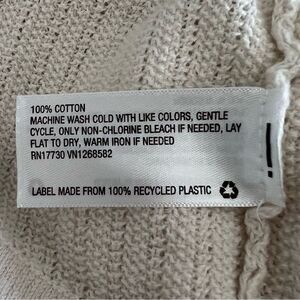 100% COTTON
MACHINE WASH COLD WITH LIKE COLORS, GENTLE
CYCLE, ONLY NON-CHLORINE BLEACH IF NEEDED, LAY
FLAT TO DRY, WARM IRON IF NEEDED
RN17730 VN1268582
LABEL MADE FROM 100% RECYCLED PLASTIC